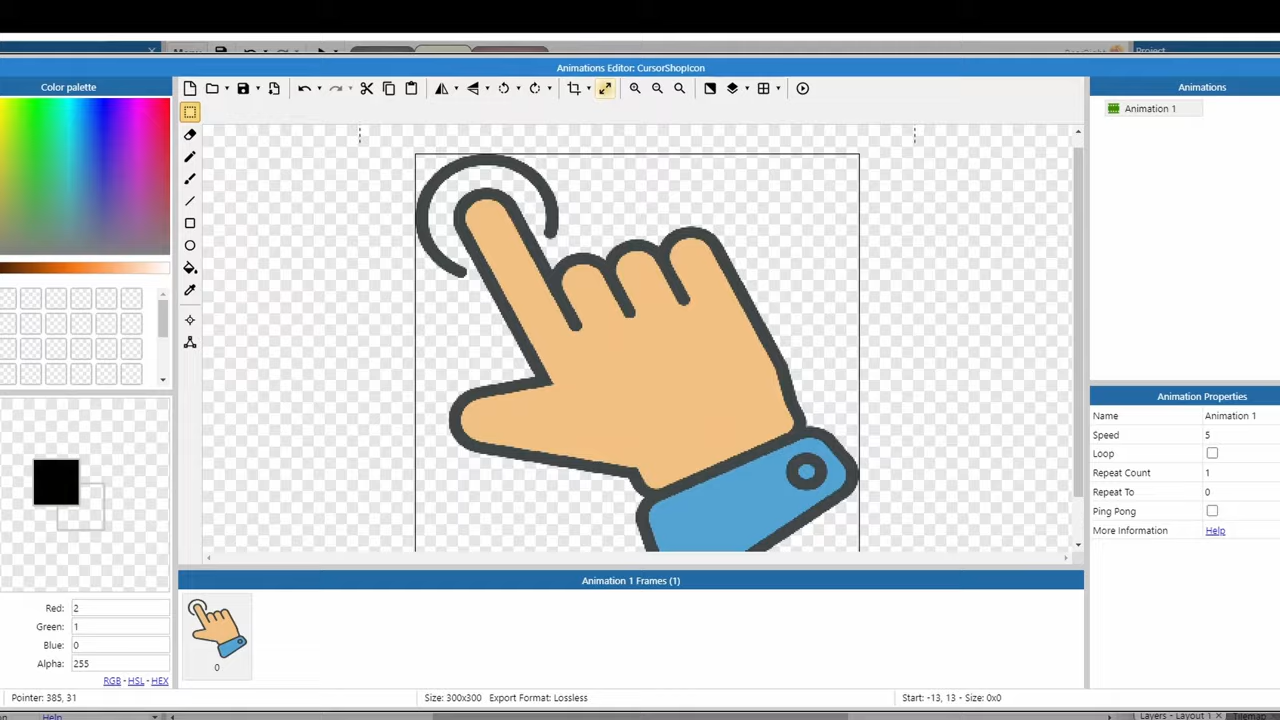 Project
Animations Editor: CursorShopIcon
Color palette
Animations
Animation 1
Animation Properties
Name Animation 1
Speed 5
Loop
Repeat Count 1
Repeat To 0
Ping Pong
More Information Help
Animation 1 Frames (1)
0
Red: 2
Green: 1
Blue: 0
Alpha: 255
RGB - HSL - HEX
Pointer: 385, 31
Size: 300x300 Export Format: Lossless
Start: -13, 13 - Size: 0x0
Help
Layers - Layout 1
Tilemap